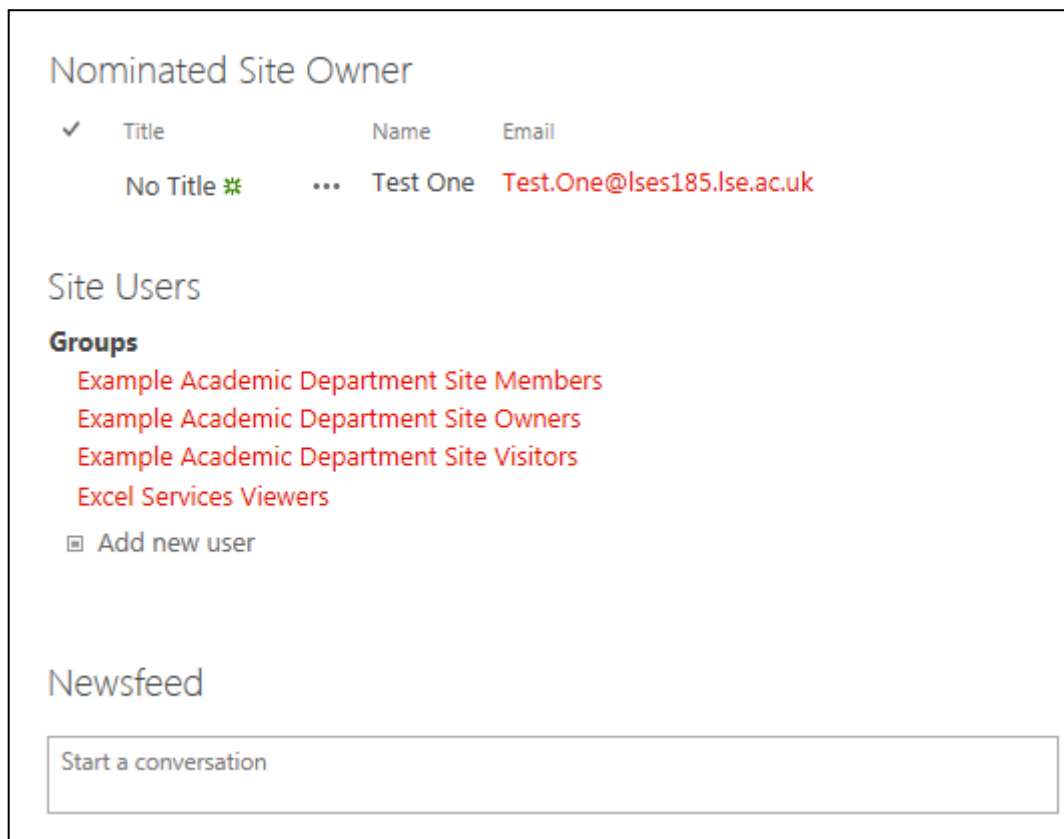 Nominated Site Owner
Title Name Email
No Title ... Test One Test.One@lses185.lse.ac.uk
Site Users
Groups
Example Academic Department Site Members
Example Academic Department Site Owners
Example Academic Department Site Visitors
Excel Services Viewers
Add new user
Newsfeed
Start a conversation